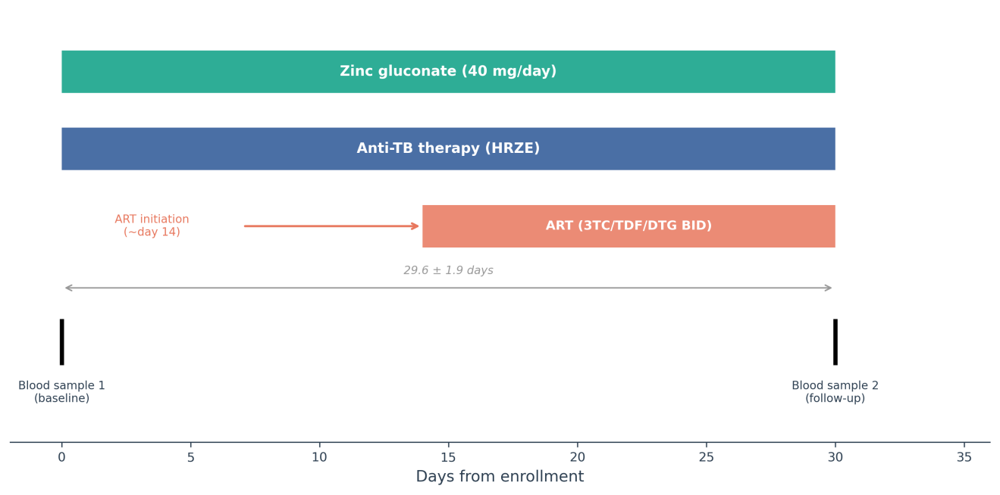 Zinc gluconate (40 mg/day)
Anti-TB therapy (HRZE)
ART initiation
(~day 14)
ART (3TC/TDF/DTG BID)
29.6 ± 1.9 days
Blood sample 1
(baseline)
Blood sample 2
(follow-up)
0 5 10 15 20 25 30 35
Days from enrollment